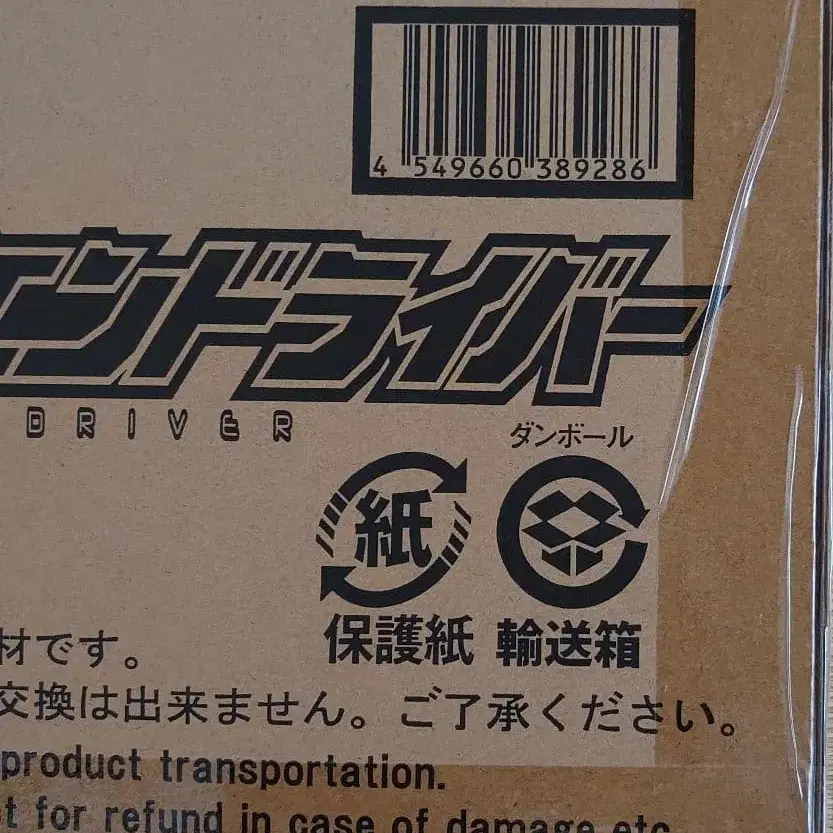 4 549660 389286
エンドライバー
DRIVER
ダンボール
紙
保護紙 輸送箱
材です。
交換は出来ません。ご了承ください。
product transportation.
for refund in case of damage etc